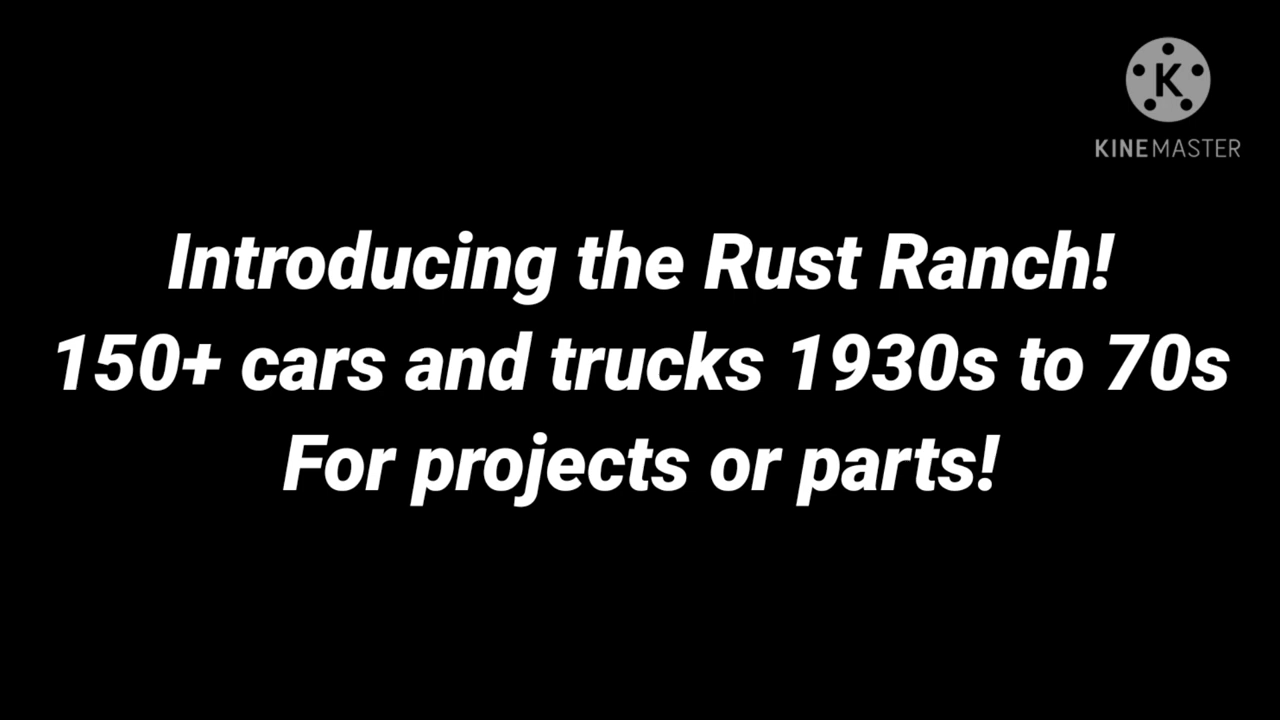 K
KINEMASTER
Introducing the Rust Ranch!
150+ cars and trucks 1930s to 70s
For projects or parts!